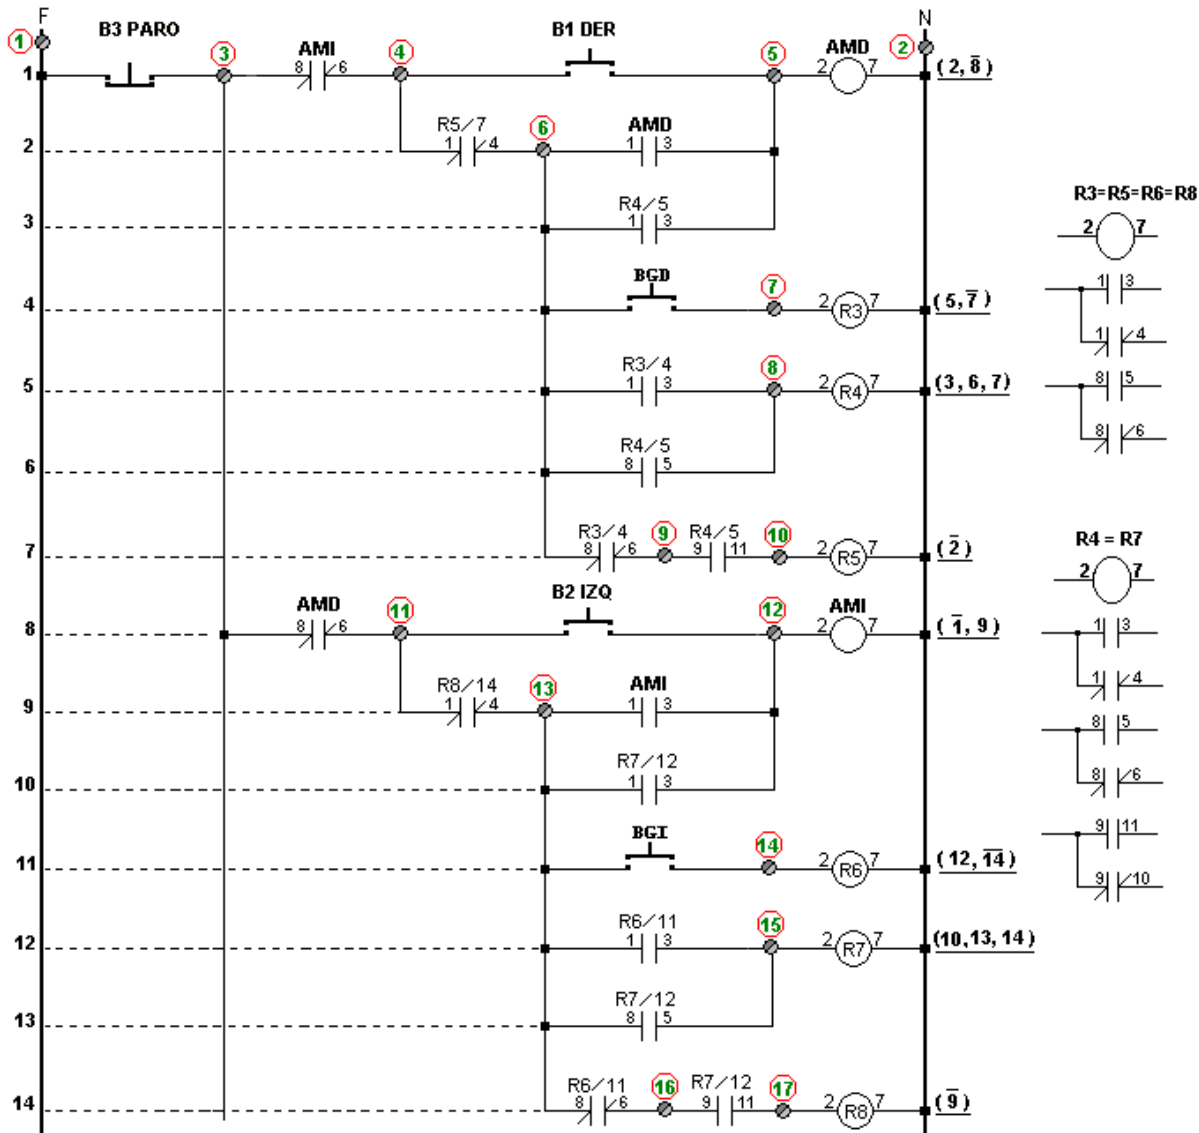 F
N
B3 PARO
B1 DER
1
3
AMI
4
5
AMD
2
1
8 6
2 7
(2, 8̅)
R5/7
6
AMD
2
1 4
1 3
R4/5
3
1 3
R3=R5=R6=R8
2 7
BGD
7
4
2 R3 7
(5, 7̅)
1 3
1 4
R3/4
8
5
1 3
2 R4 7
(3, 6, 7)
8 5
8 6
R4/5
6
8 5
R3/4
9
R4/5
10
7
8 6
9 11
2 R5 7
(2̅)
R4 = R7
2 7
AMD
11
B2 IZQ
12
AMI
8
8 6
2 7
(1̅, 9)
1 3
1 4
R8/14
13
AMI
9
1 4
1 3
8 5
R7/12
10
1 3
8 6
BGI
14
11
2 R6 7
(12, 1̅4̅)
9 11
9 10
R6/11
15
12
1 3
2 R7 7
(10, 13, 14)
R7/12
13
8 5
R6/11
16
R7/12
17
14
8 6
9 11
2 R8 7
(9̅)